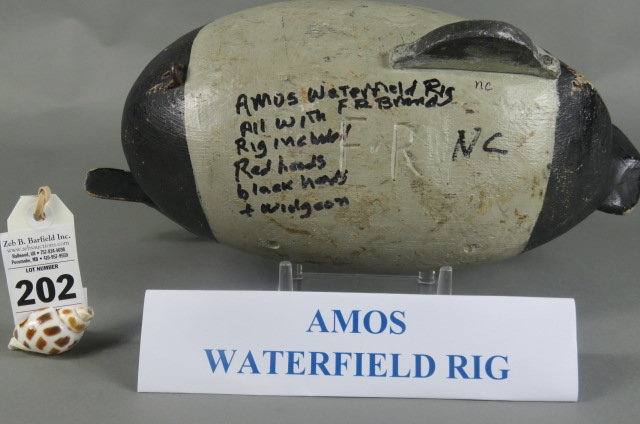 AMOS Waterfield Rig
F R Brands
All With
Rig included
Red heads
black heads
+ widgeon
F.R.
NC
nc
Zeb B. Barfield Inc.
LOT NUMBER
202
AMOS
WATERFIELD RIG